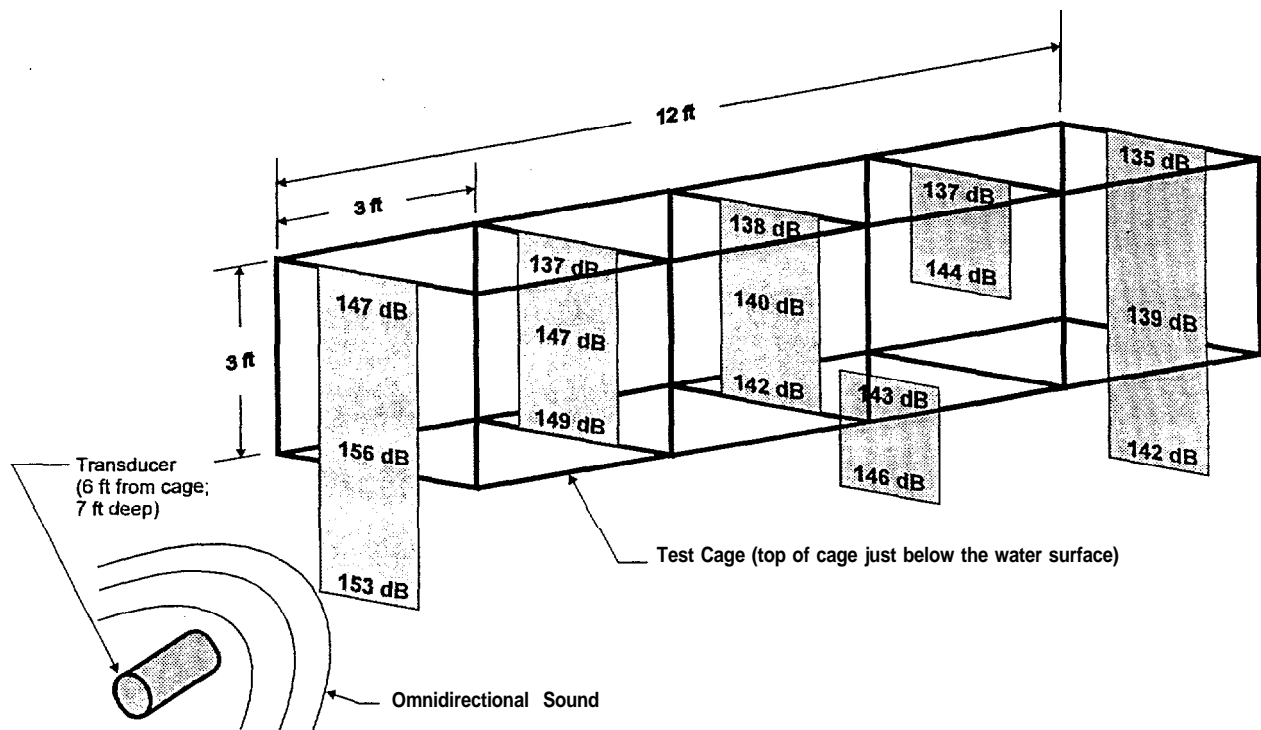 12 ft
3 ft
3 ft
135 dB
137 dB
138 dB
137 dB
147 dB
144 dB
140 dB
139 dB
147 dB
142 dB
143 dB
149 dB
156 dB
142 dB
146 dB
153 dB
Transducer
(6 ft from cage;
7 ft deep)
Test Cage (top of cage just below the water surface)
Omnidirectional Sound